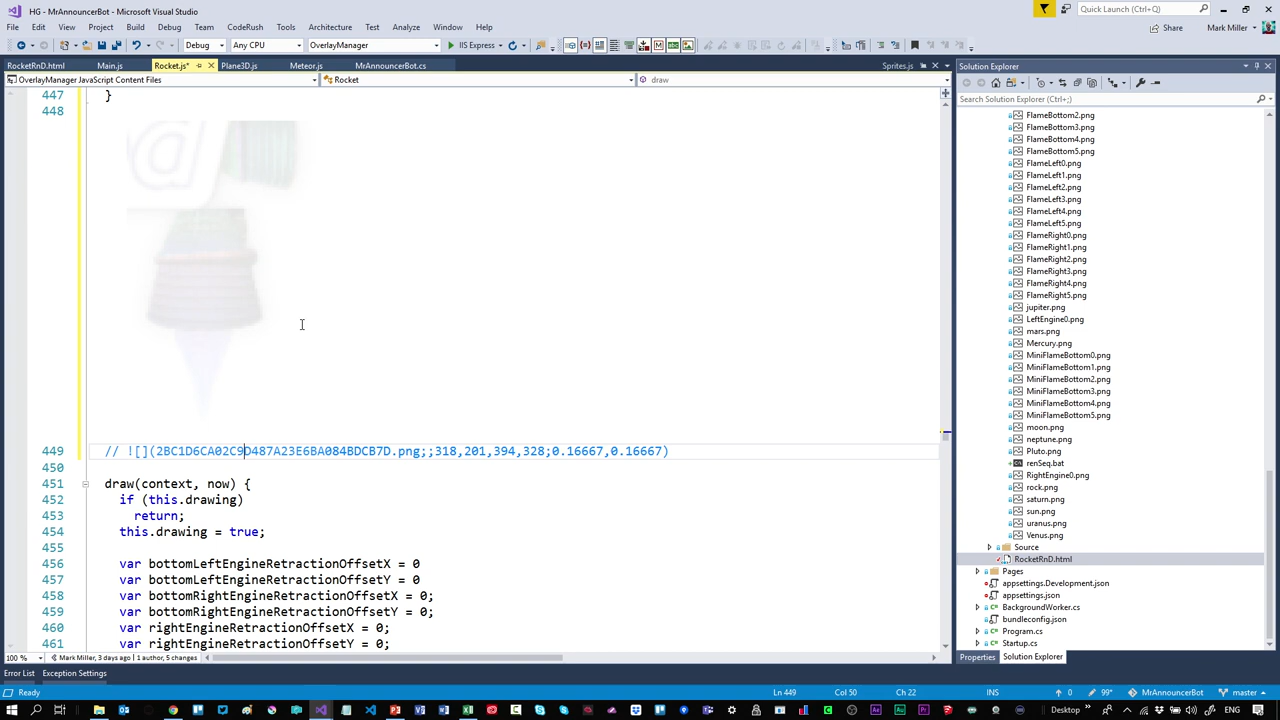 HG - MrAnnouncerBot - Microsoft Visual Studio
Quick Launch (Ctrl+Q)
File Edit View Project Build Debug Team CodeRush Tools Architecture Test Analyze Window Help
Share Mark Miller
Debug Any CPU OverlayManager IIS Express
RocketRnD.html Main.js Rocket.js* Plane3D.js Meteor.js MrAnnouncerBot.cs Sprites.js
Solution Explorer
OverlayManager JavaScript Content Files Rocket draw
447 }
448
@
449 // ![](2BC1D6CA02C9D487A23E6BA084BDCB7D.png;;318,201,394,328;0.16667,0.16667)
450
451 draw(context, now) {
452 if (this.drawing)
453 return;
454 this.drawing = true;
455
456 var bottomLeftEngineRetractionOffsetX = 0
457 var bottomLeftEngineRetractionOffsetY = 0
458 var bottomRightEngineRetractionOffsetX = 0;
459 var bottomRightEngineRetractionOffsetY = 0;
460 var rightEngineRetractionOffsetX = 0;
461 var rightEngineRetractionOffsetY = 0;
100 % Mark Miller, 3 days ago | 1 author, 5 changes
Search Solution Explorer (Ctrl+;)
FlameBottom2.png
FlameBottom3.png
FlameBottom4.png
FlameBottom5.png
FlameLeft0.png
FlameLeft1.png
FlameLeft2.png
FlameLeft3.png
FlameLeft4.png
FlameLeft5.png
FlameRight0.png
FlameRight1.png
FlameRight2.png
FlameRight3.png
FlameRight4.png
FlameRight5.png
jupiter.png
LeftEngine0.png
mars.png
Mercury.png
MiniFlameBottom0.png
MiniFlameBottom1.png
MiniFlameBottom2.png
MiniFlameBottom3.png
MiniFlameBottom4.png
MiniFlameBottom5.png
moon.png
neptune.png
Pluto.png
renSeq.bat
RightEngine0.png
rock.png
saturn.png
sun.png
uranus.png
Venus.png
Source
RocketRnD.html
Pages
appsettings.Development.json
appsettings.json
BackgroundWorker.cs
bundleconfig.json
Program.cs
Startup.cs
Properties Solution Explorer
Error List Exception Settings
Ready Ln 449 Col 50 Ch 22 INS 0 99* MrAnnouncerBot master
Desktop ENG